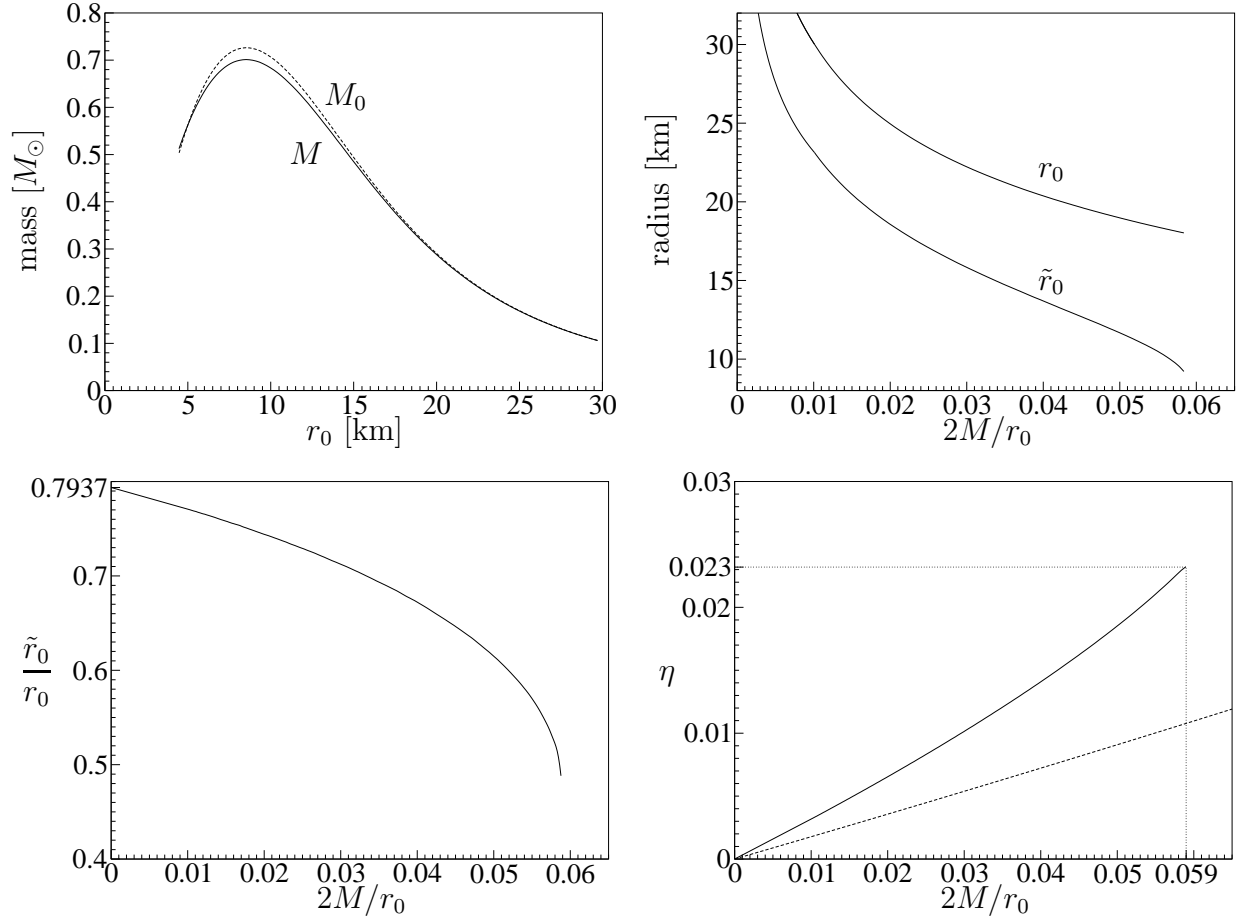 0.8
0.7
0.6
0.5
0.4
0.3
0.2
0.1
0
mass [M⊙]
M₀
M
0 5 10 15 20 25 30
r₀ [km]
30
25
20
15
10
radius [km]
r₀
r̃₀
0 0.01 0.02 0.03 0.04 0.05 0.06
2M/r₀
0.7937
0.7
0.6
0.5
0.4
r̃₀
r₀
0 0.01 0.02 0.03 0.04 0.05 0.06
2M/r₀
0.03
0.023
0.02
0.01
0
η
0 0.01 0.02 0.03 0.04 0.05 0.059
2M/r₀